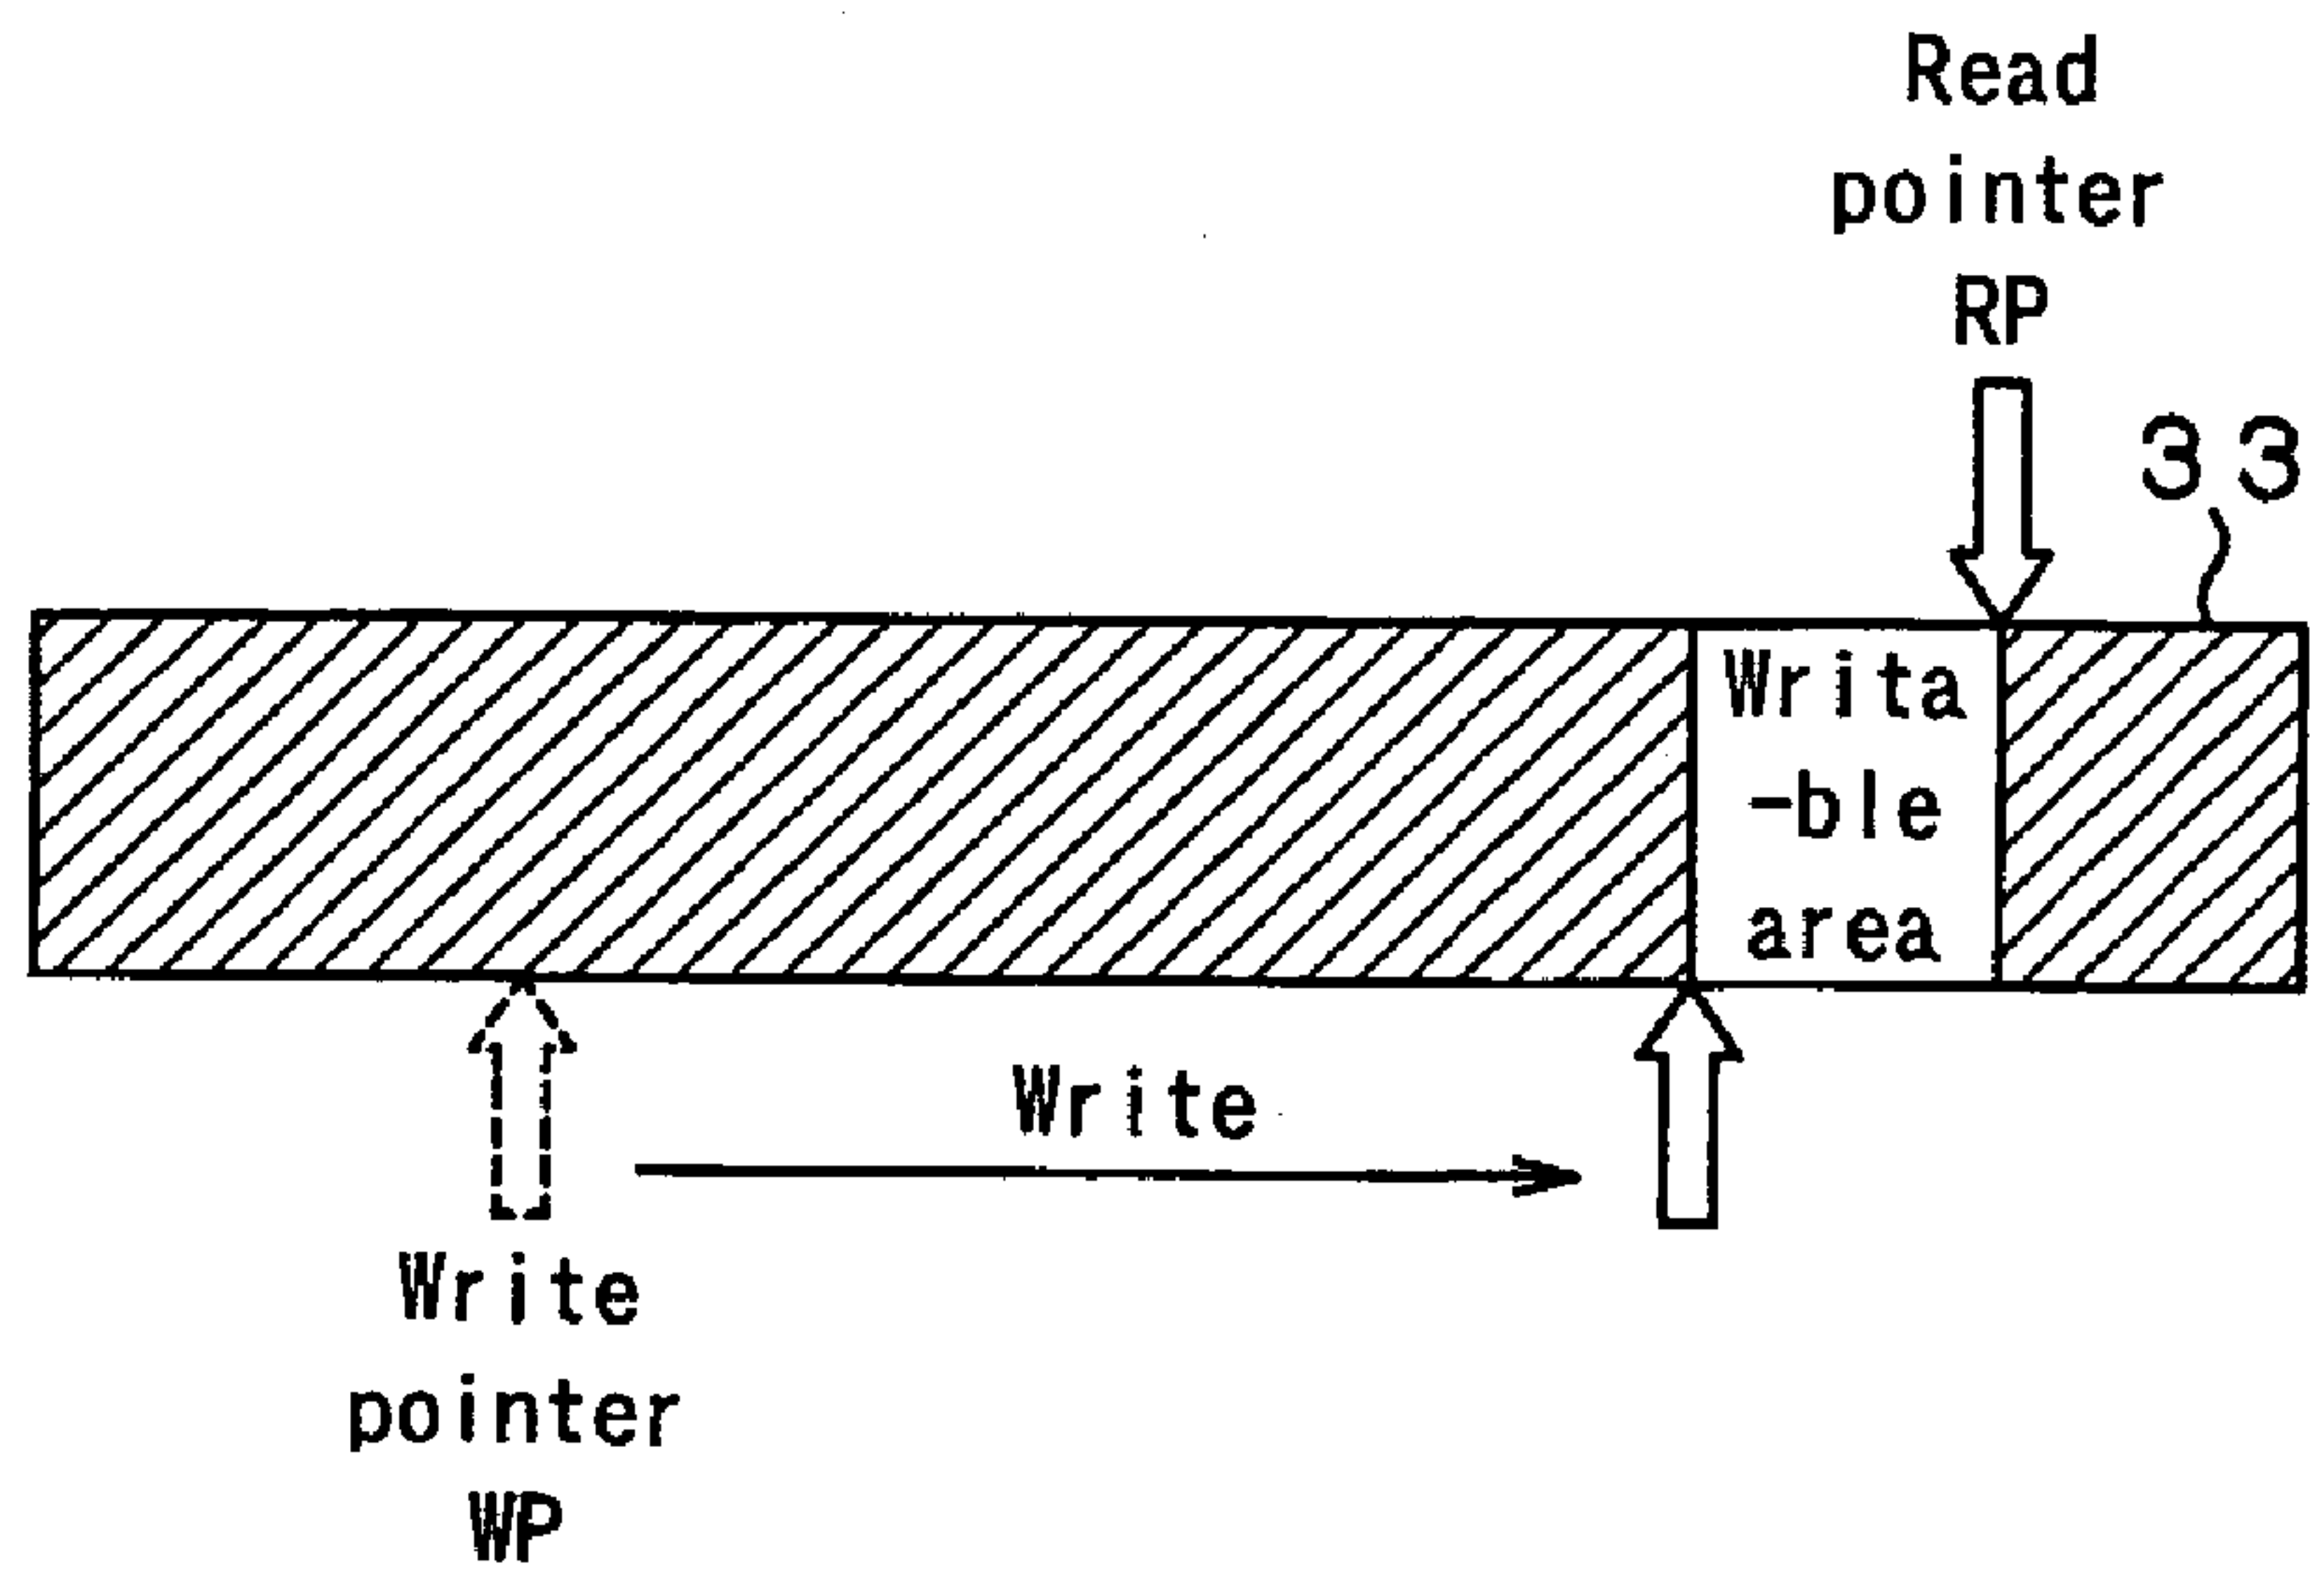 Read
pointer
RP
33
Writa
-ble
area
Write
Write
pointer
WP